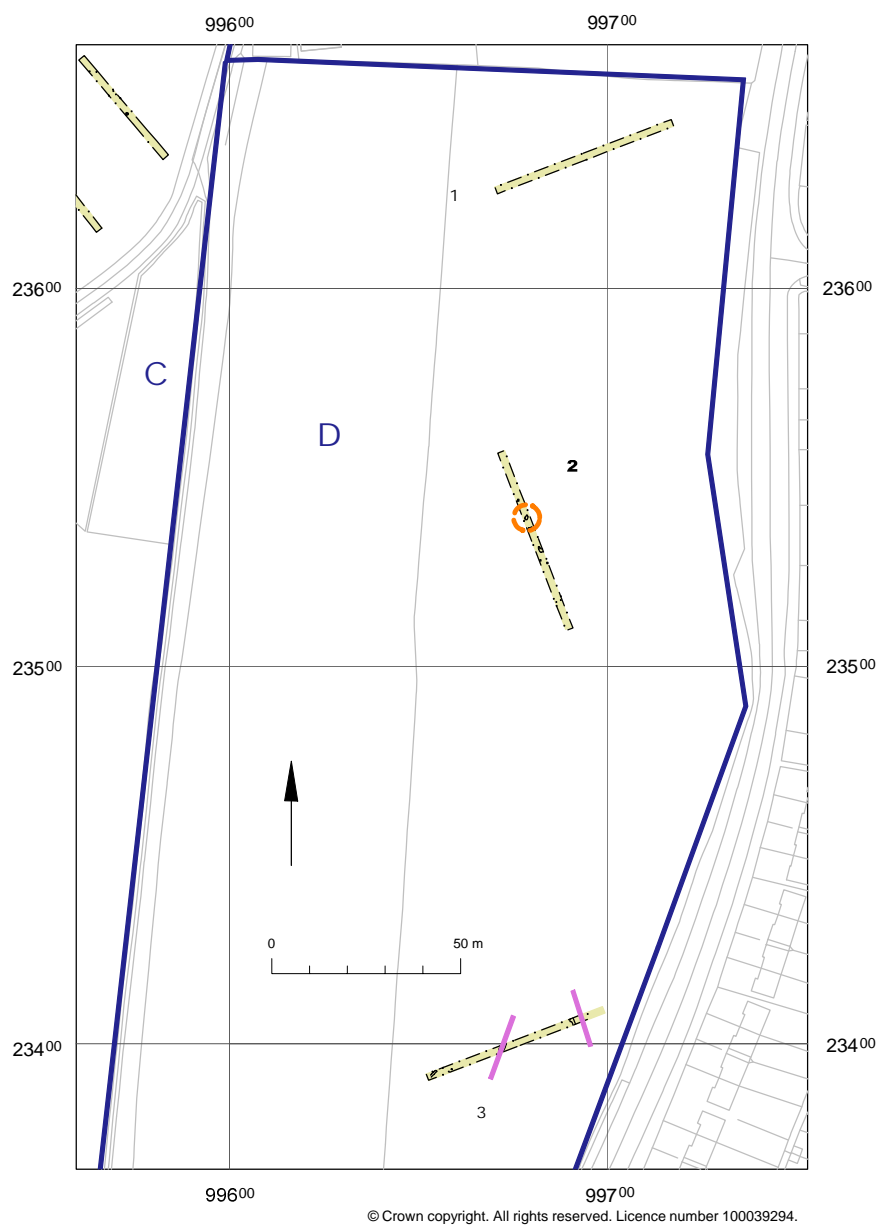 996⁰⁰ 997⁰⁰
1
236⁰⁰ 236⁰⁰
C
D
2
235⁰⁰ 235⁰⁰
0 50 m
234⁰⁰ 234⁰⁰
3
996⁰⁰ 997⁰⁰
© Crown copyright. All rights reserved. Licence number 100039294.